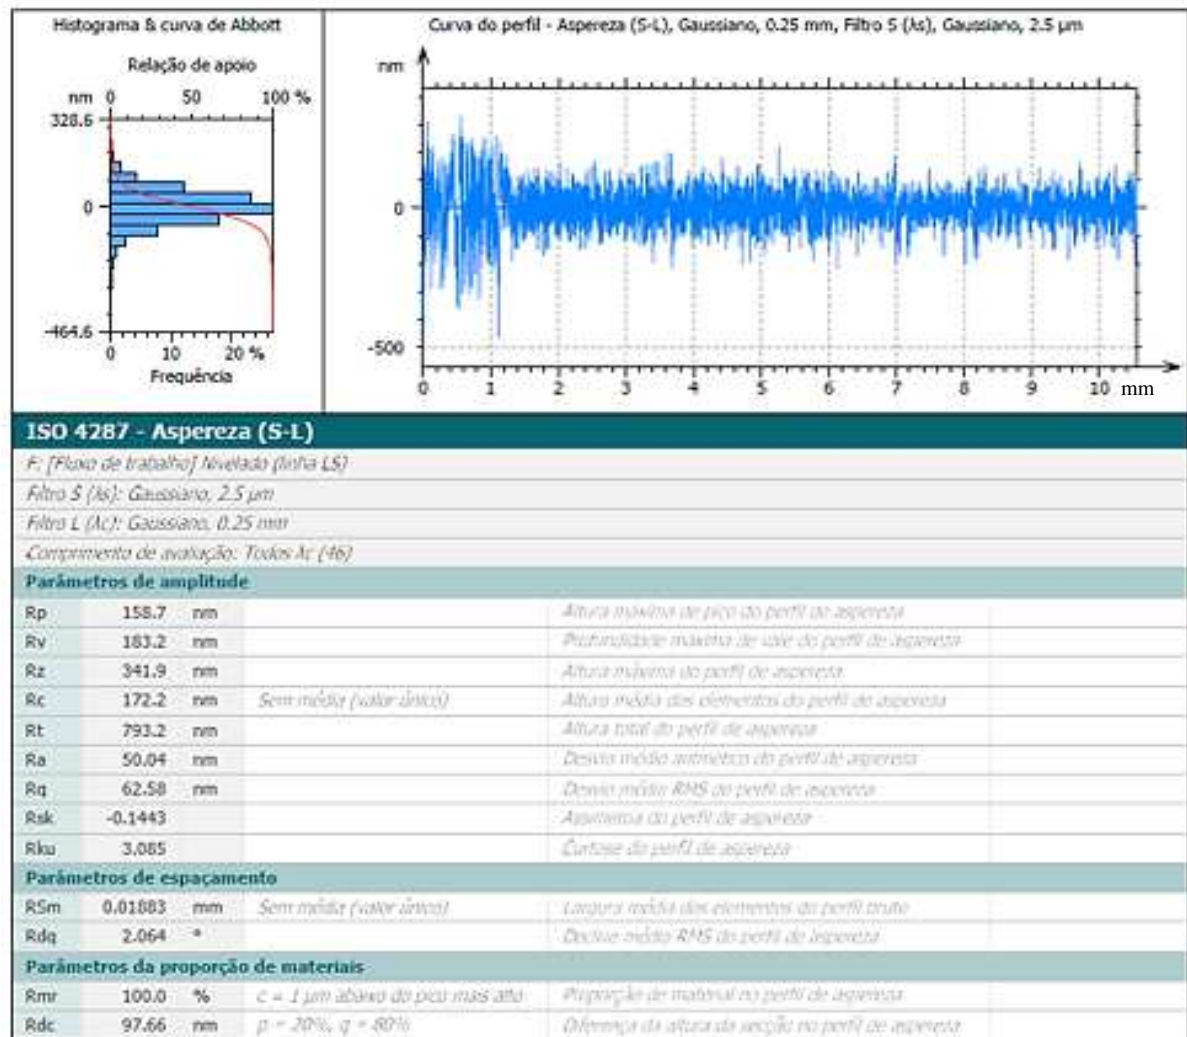 Histograma & curva de Abbott
Relação de apoio
nm 0 50 100 %
328.6
0
-464.6
0 10 20 %
Frequência
Curva do perfil - Aspereza (S-L), Gaussiano, 0.25 mm, Filtro S (λs), Gaussiano, 2.5 µm
nm
0
-500
0 1 2 3 4 5 6 7 8 9 10 mm
ISO 4287 - Aspereza (S-L)
F: [Fluxo de trabalho] Nivelado (linha LS)
Filtro S (λs): Gaussiano, 2.5 µm
Filtro L (λc): Gaussiano, 0.25 mm
Comprimento de avaliação: Todos λc (46)
Parâmetros de amplitude
Rp 158.7 nm Altura máxima de pico do perfil de aspereza
Rv 183.2 nm Profundidade máxima de vale do perfil de aspereza
Rz 341.9 nm Altura máxima do perfil de aspereza
Rc 172.2 nm Sem média (valor único) Altura média dos elementos do perfil de aspereza
Rt 793.2 nm Altura total do perfil de aspereza
Ra 50.04 nm Desvio médio aritmético do perfil de aspereza
Rq 62.58 nm Desvio médio RMS do perfil de aspereza
Rsk -0.1443 Assimetria do perfil de aspereza
Rku 3.085 Curtose do perfil de aspereza
Parâmetros de espaçamento
RSm 0.01883 mm Sem média (valor único) Largura média dos elementos do perfil bruto
Rdq 2.064 ° Declive médio RMS do perfil de aspereza
Parâmetros da proporção de materiais
Rmr 100.0 % c = 1 µm abaixo do pico mais alto Proporção de material no perfil de aspereza
Rdc 97.66 nm p = 20%, q = 80% Diferença da altura da secção no perfil de aspereza